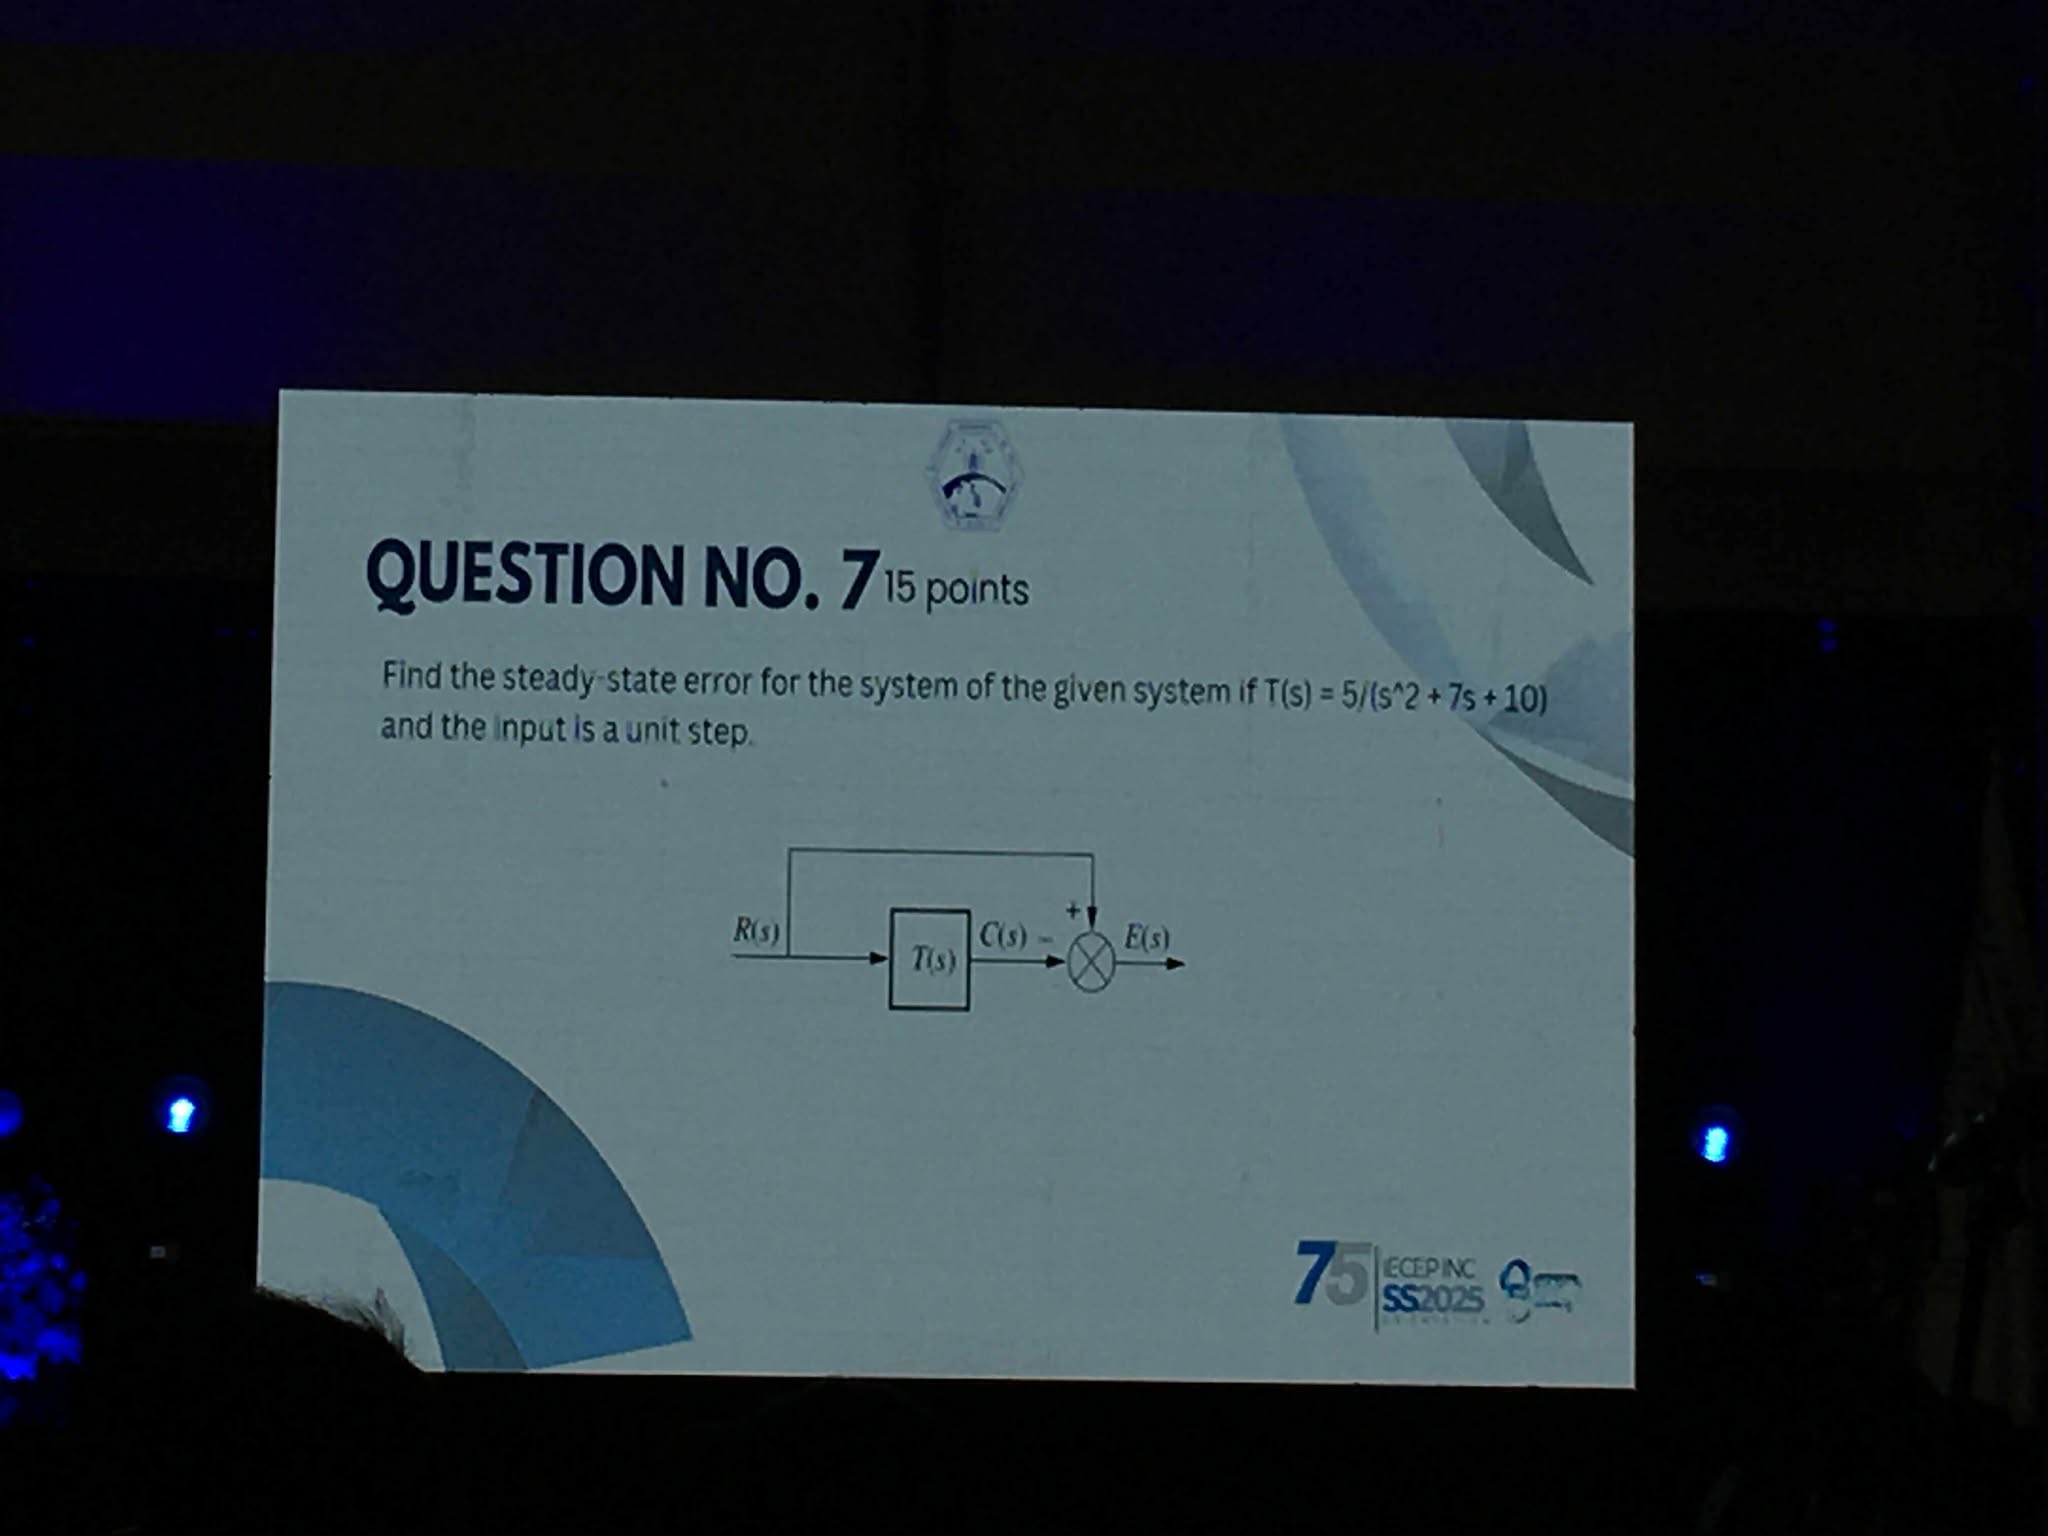 QUESTION NO. 7 15 points
Find the steady-state error for the system of the given system if T(s) = 5/(s^2 + 7s + 10)
and the input is a unit step.
R(s)
T(s)
C(s) −
+
E(s)
75
IECEP INC
SS2025